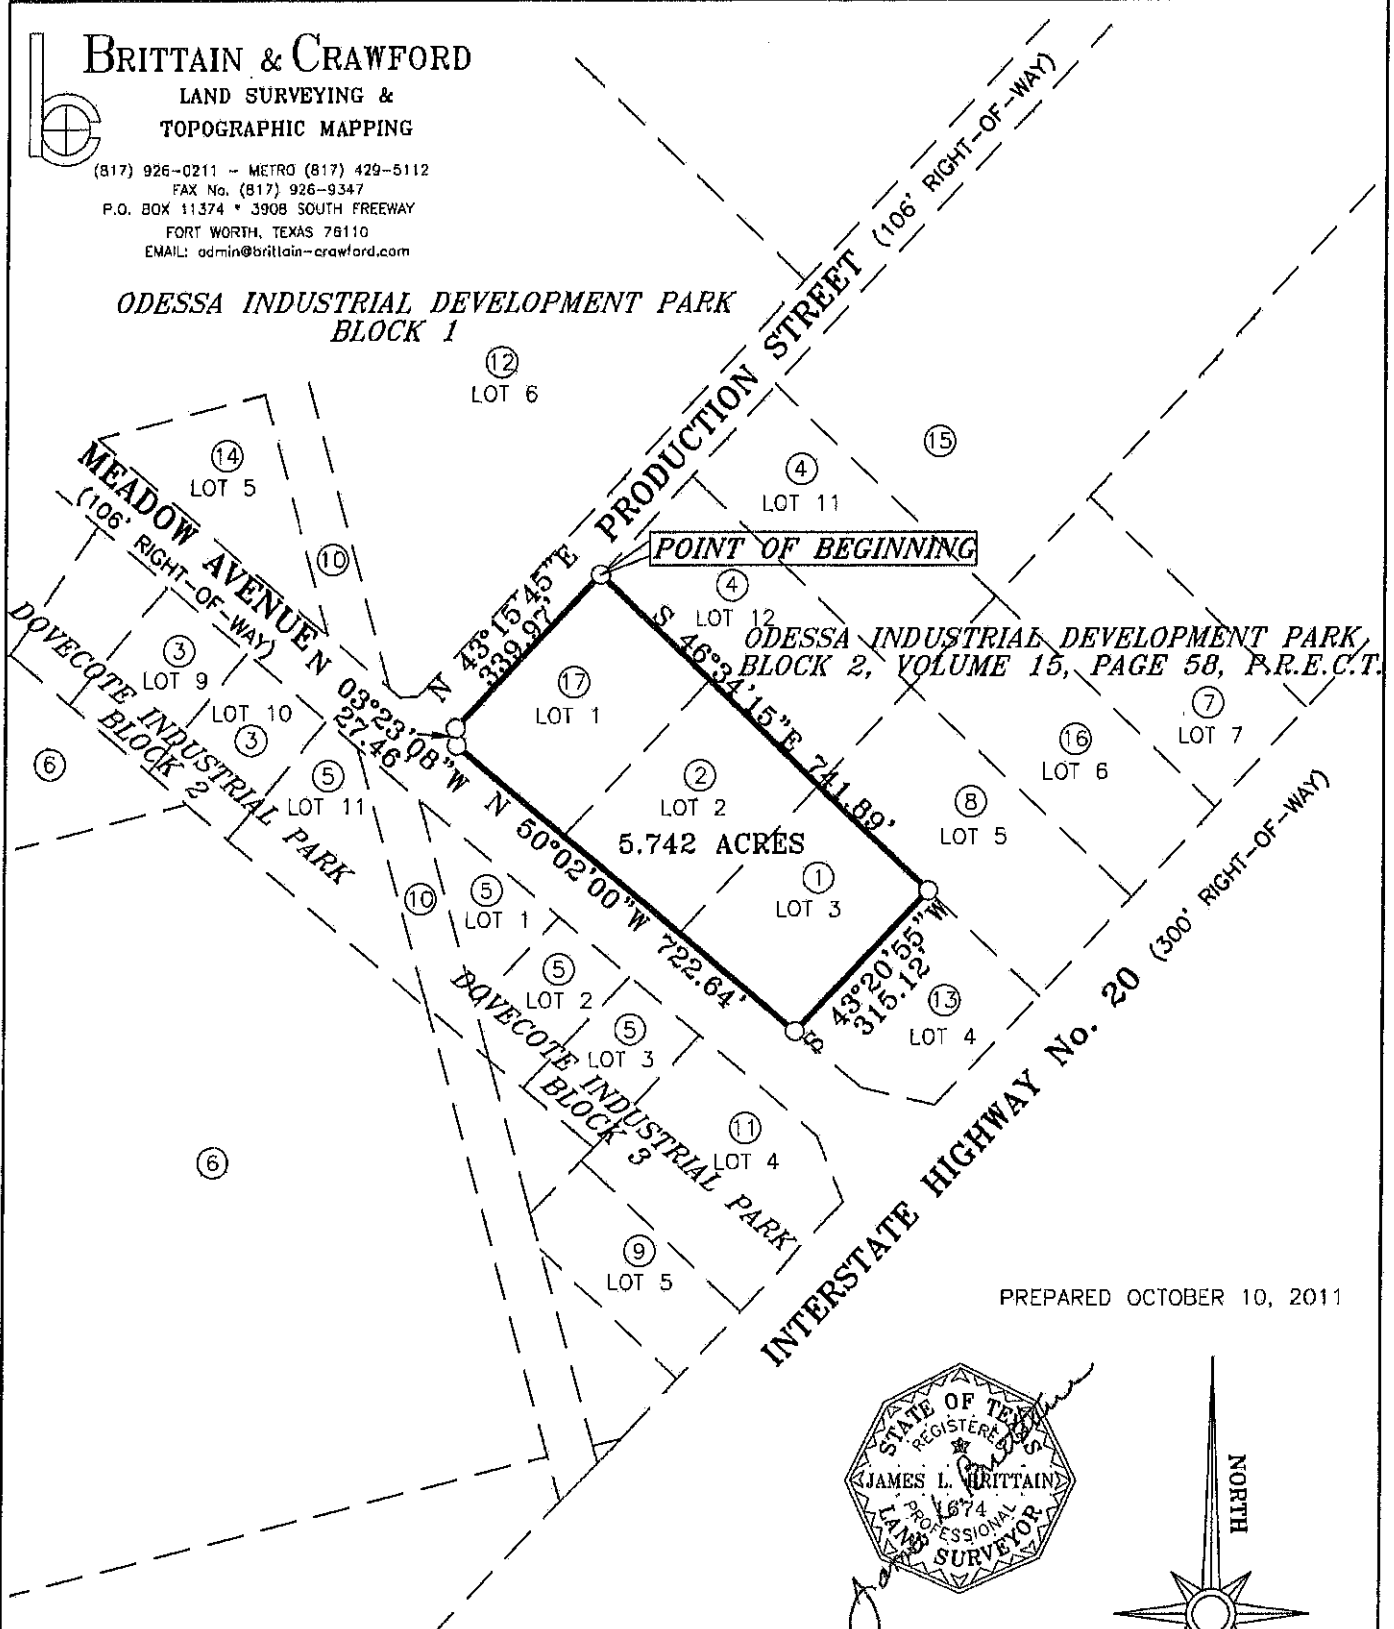 BRITTAIN & CRAWFORD
LAND SURVEYING &
TOPOGRAPHIC MAPPING
(817) 926-0211 - METRO (817) 429-5112
FAX No. (817) 926-9347
P.O. BOX 11374 * 3908 SOUTH FREEWAY
FORT WORTH, TEXAS 76110
EMAIL: admin@brittain-crawford.com
ODESSA INDUSTRIAL DEVELOPMENT PARK
BLOCK 1
12
LOT 6
PRODUCTION STREET (106' RIGHT-OF-WAY)
14
LOT 5
MEADOW AVENUE
(106' RIGHT-OF-WAY)
10
15
4
LOT 11
POINT OF BEGINNING
4
LOT 12
N 43°15'45"E
339.97'
S 46°34'15"E 741.89'
ODESSA INDUSTRIAL DEVELOPMENT PARK
BLOCK 2, VOLUME 15, PAGE 58, P.R.E.C.T.
DOVECOTE INDUSTRIAL PARK
BLOCK 2
3
LOT 9
LOT 10
3
5
LOT 11
6
N 03°23'08"W
27.46'
17
LOT 1
2
LOT 2
5.742 ACRES
1
LOT 3
N 50°02'00"W 722.64'
S 43°20'55"W
315.12'
7
LOT 7
16
LOT 6
8
LOT 5
13
LOT 4
10
5
LOT 1
5
LOT 2
5
LOT 3
11
LOT 4
DOVECOTE INDUSTRIAL PARK
BLOCK 3
9
LOT 5
6
INTERSTATE HIGHWAY No. 20 (300' RIGHT-OF-WAY)
PREPARED OCTOBER 10, 2011
STATE OF TEXAS
REGISTERED
JAMES L. BRITTAIN
1674
PROFESSIONAL
LAND SURVEYOR
James L. Brittain
NORTH